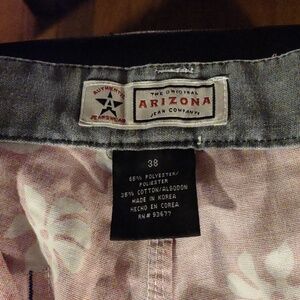 AUTHENTIC
A
JEANSWEAR
THE ORIGINAL
ARIZONA
JEAN COMPANY
38
65% POLYESTER/
POLIESTER
35% COTTON/ALGODON
MADE IN KOREA
HECHO EN COREA
RN# 93677